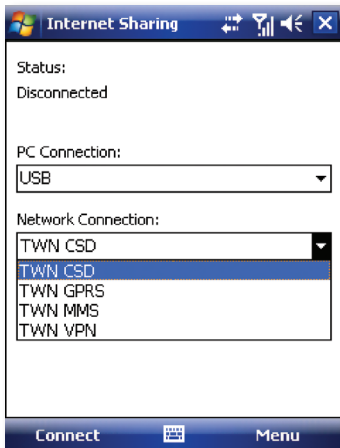 Internet Sharing
Status:
Disconnected
PC Connection:
USB
Network Connection:
TWN CSD
TWN CSD
TWN GPRS
TWN MMS
TWN VPN
Connect Menu